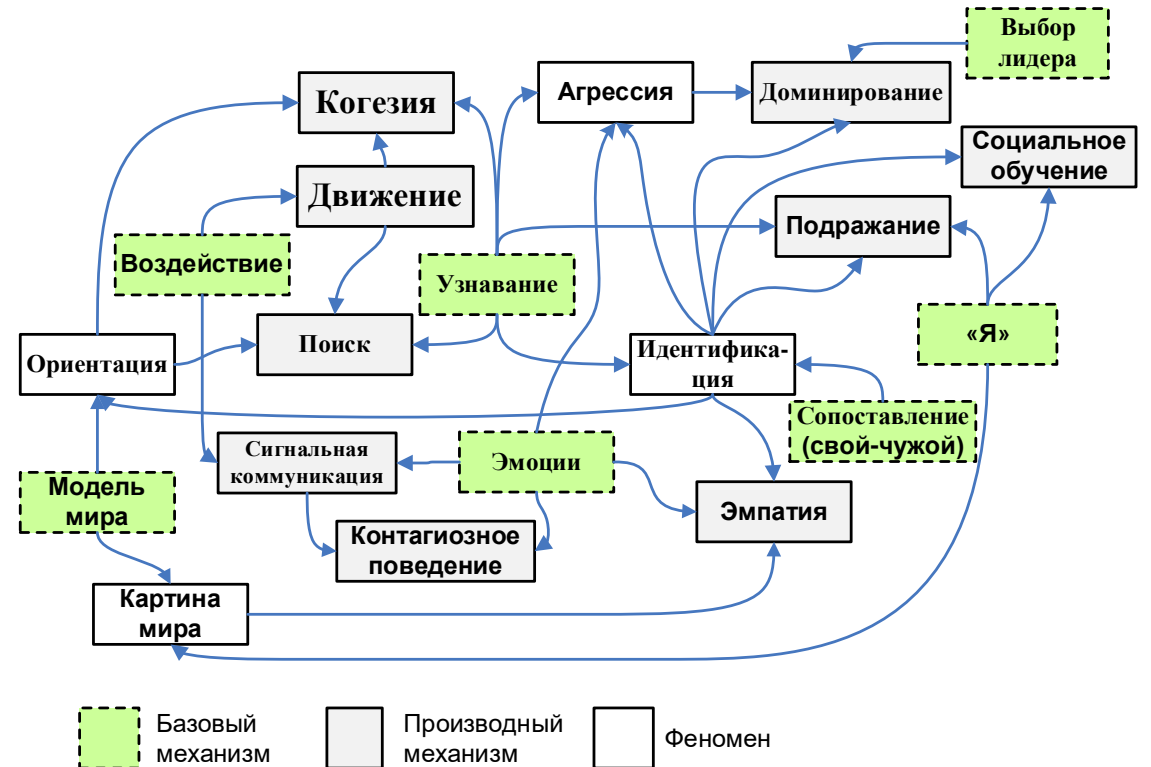 Выбор
лидера
Когезия
Агрессия
Доминирование
Социальное
обучение
Движение
Подражание
Воздействие
Узнавание
Ориентация
Поиск
Идентифика-
ция
«Я»
Сопоставление
(свой-чужой)
Сигнальная
коммуникация
Эмоции
Модель
мира
Эмпатия
Контагиозное
поведение
Картина
мира
Базовый
механизм
Производный
механизм
Феномен